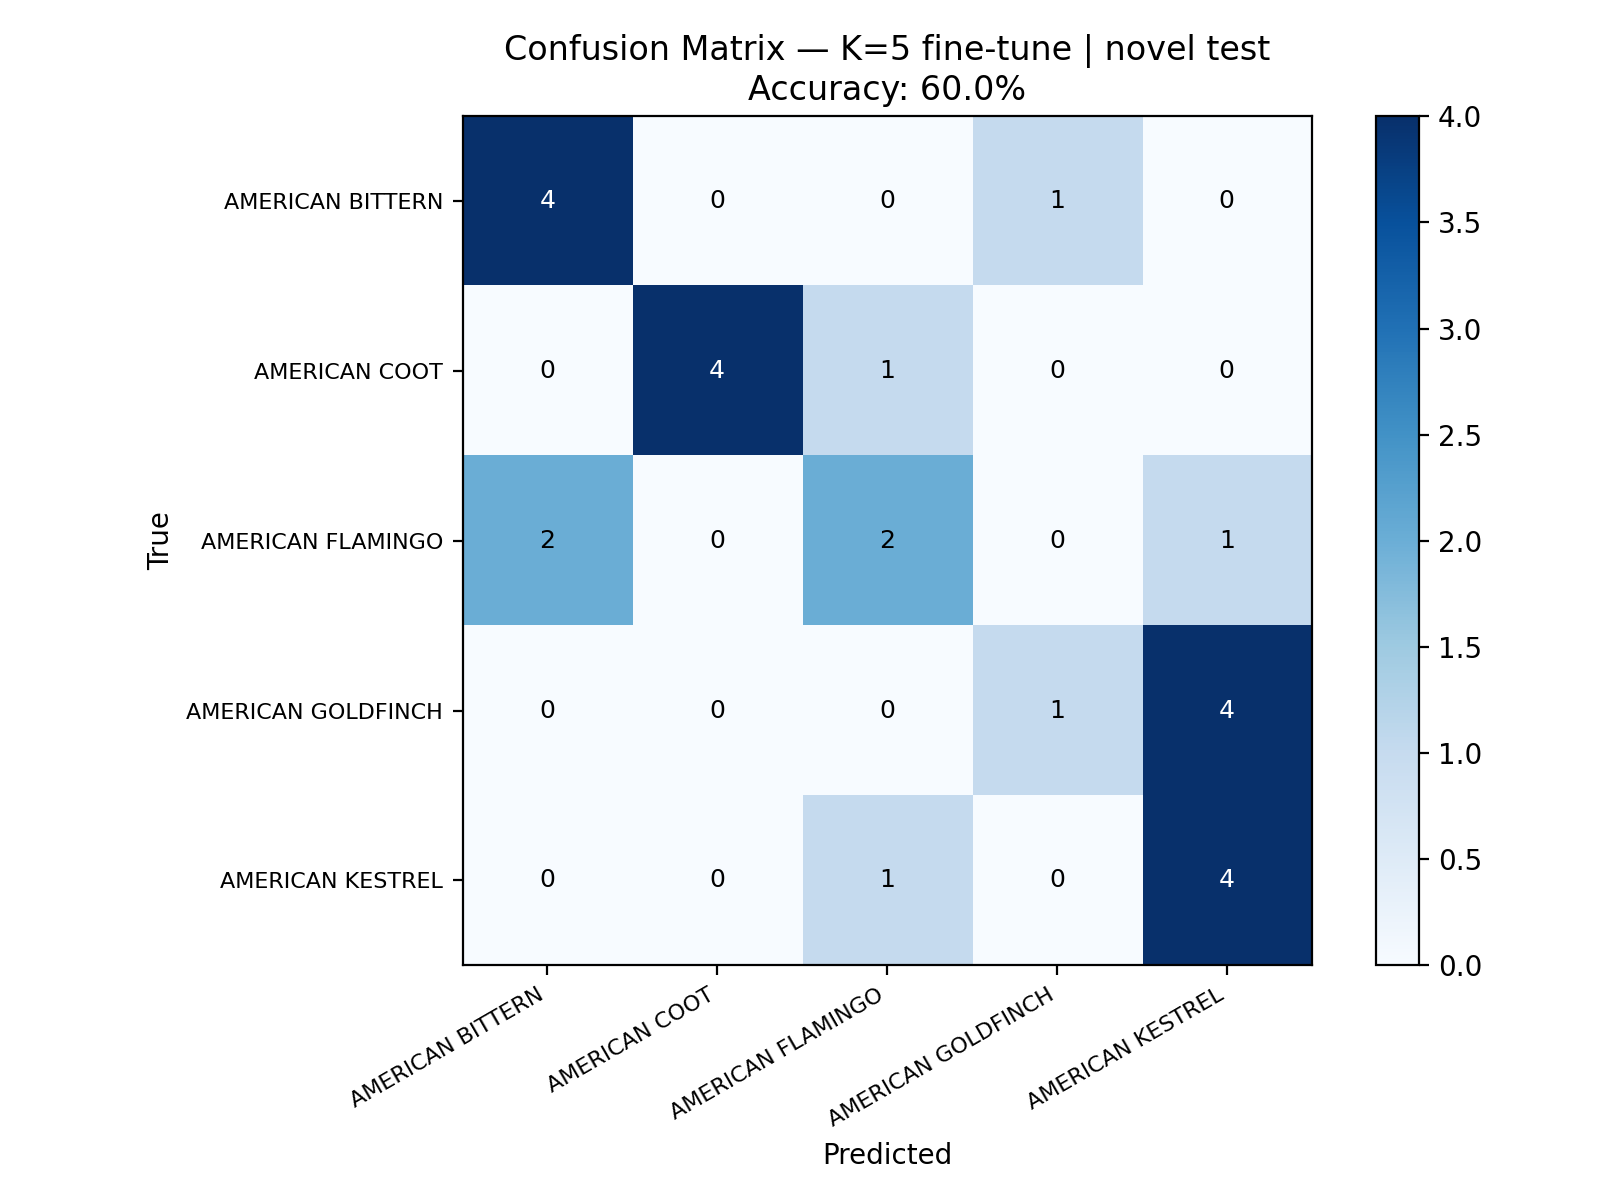 Confusion Matrix — K=5 fine-tune | novel test
Accuracy: 60.0%
True
AMERICAN BITTERN
4 0 0 1 0
AMERICAN COOT
0 4 1 0 0
AMERICAN FLAMINGO
2 0 2 0 1
AMERICAN GOLDFINCH
0 0 0 1 4
AMERICAN KESTREL
0 0 1 0 4
AMERICAN BITTERN
AMERICAN COOT
AMERICAN FLAMINGO
AMERICAN GOLDFINCH
AMERICAN KESTREL
Predicted
4.0
3.5
3.0
2.5
2.0
1.5
1.0
0.5
0.0